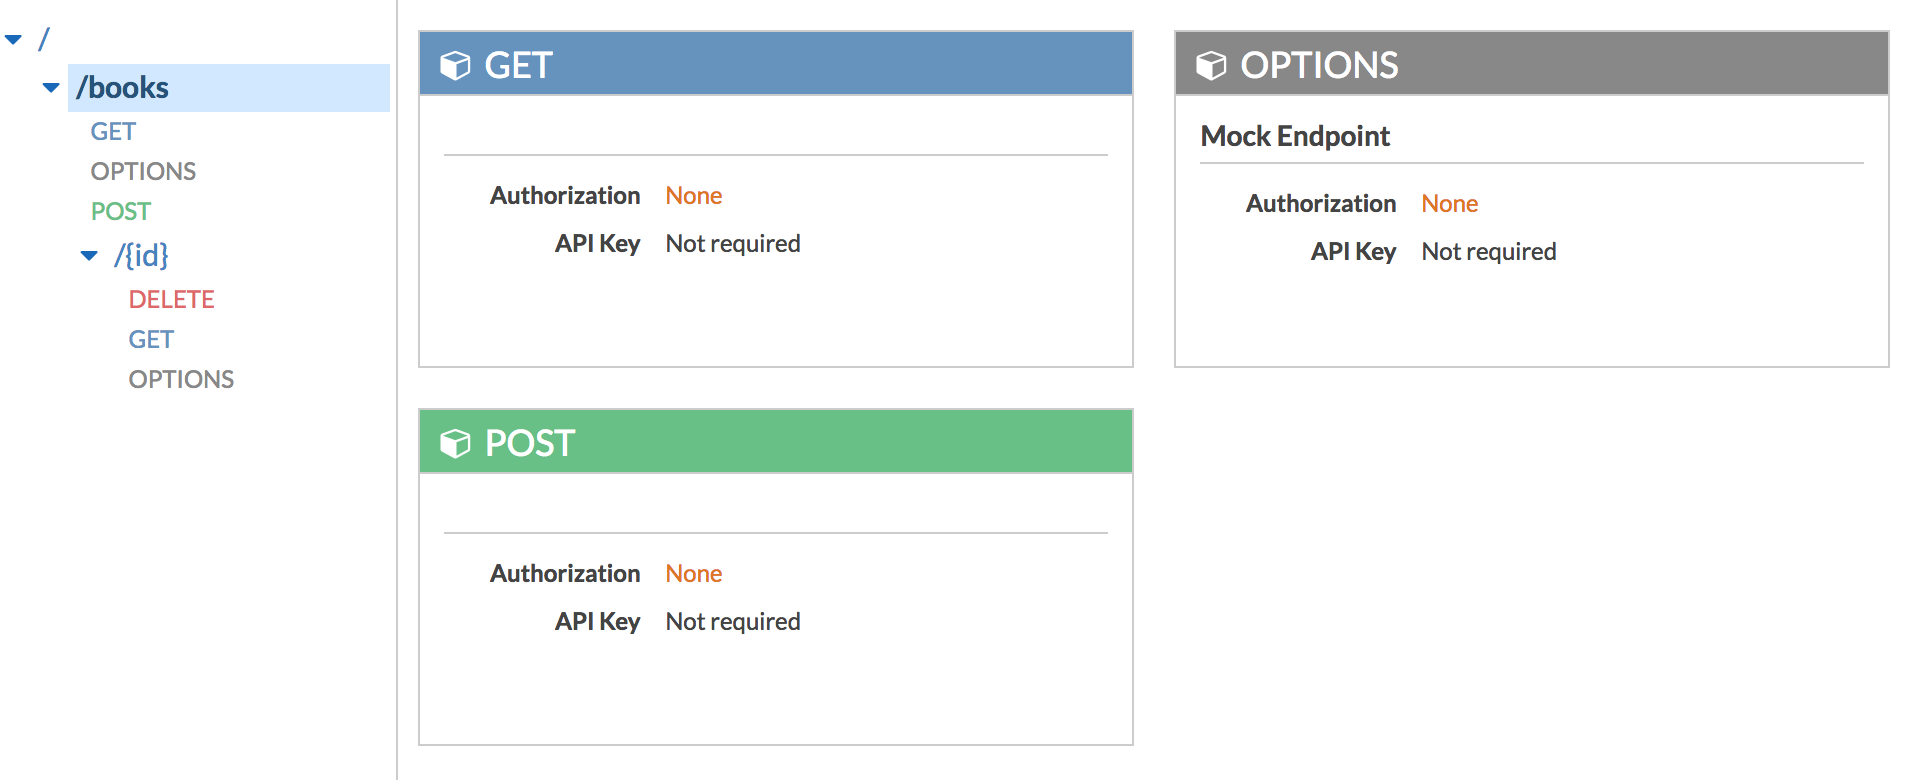 /
/books
GET
OPTIONS
POST
/{id}
DELETE
GET
OPTIONS
GET
Authorization None
API Key Not required
OPTIONS
Mock Endpoint
Authorization None
API Key Not required
POST
Authorization None
API Key Not required